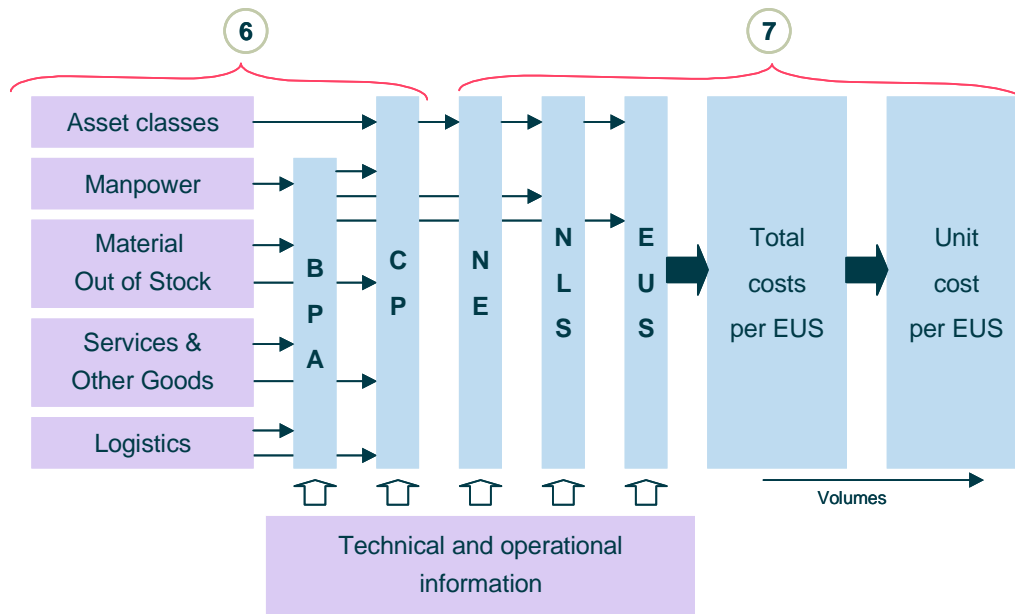 6
7
Asset classes
Manpower
Material
Out of Stock
Services &
Other Goods
Logistics
B
P
A
C
P
N
E
N
L
S
E
U
S
Total
costs
per EUS
Unit
cost
per EUS
Volumes
Technical and operational
information